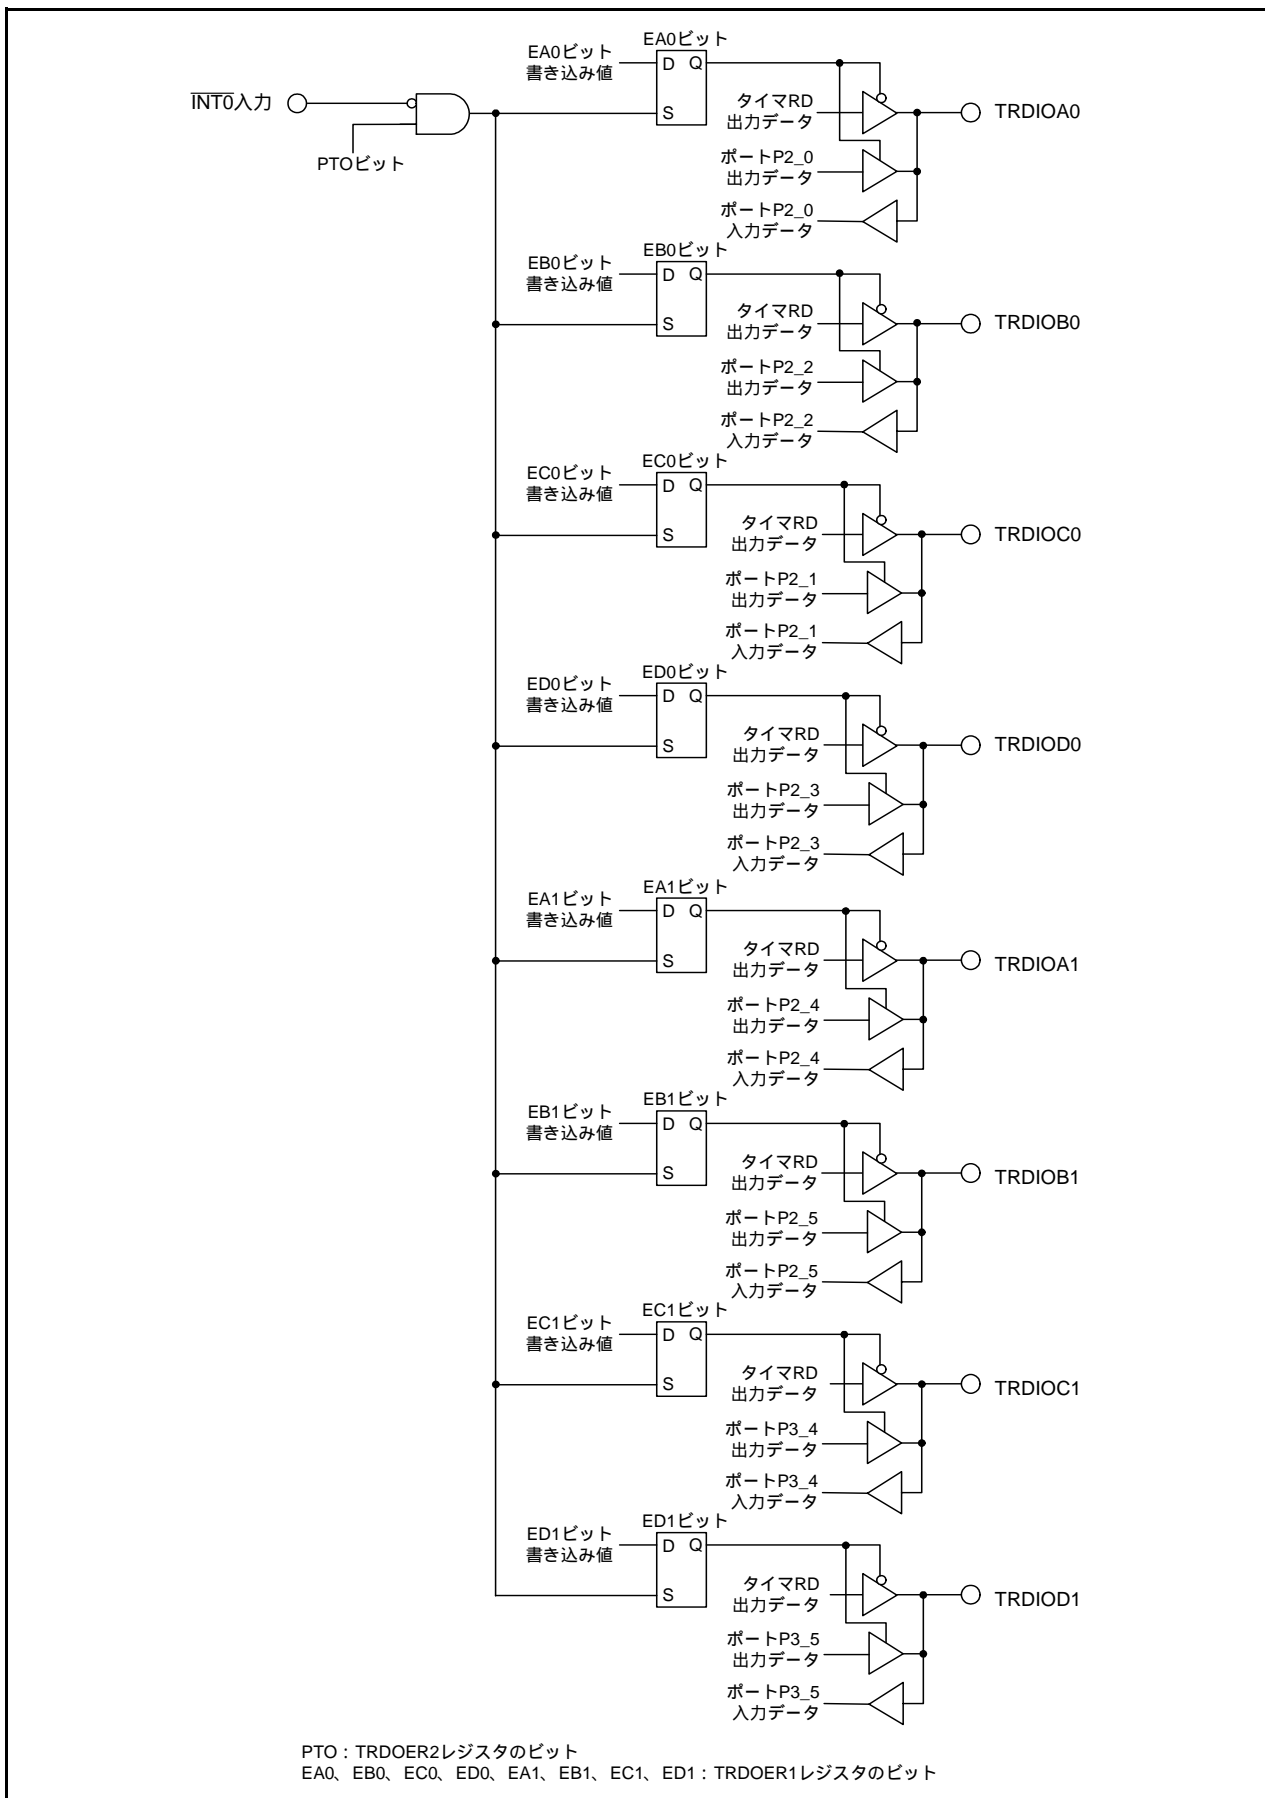 EA0ビット
EA0ビット
書き込み値
D Q
S
INT0入力
PTOビット
タイマRD
出力データ
TRDIOA0
ポートP2_0
出力データ
ポートP2_0
入力データ
EB0ビット
EB0ビット
書き込み値
D Q
S
タイマRD
出力データ
TRDIOB0
ポートP2_2
出力データ
ポートP2_2
入力データ
EC0ビット
EC0ビット
書き込み値
D Q
S
タイマRD
出力データ
TRDIOC0
ポートP2_1
出力データ
ポートP2_1
入力データ
ED0ビット
ED0ビット
書き込み値
D Q
S
タイマRD
出力データ
TRDIOD0
ポートP2_3
出力データ
ポートP2_3
入力データ
EA1ビット
EA1ビット
書き込み値
D Q
S
タイマRD
出力データ
TRDIOA1
ポートP2_4
出力データ
ポートP2_4
入力データ
EB1ビット
EB1ビット
書き込み値
D Q
S
タイマRD
出力データ
TRDIOB1
ポートP2_5
出力データ
ポートP2_5
入力データ
EC1ビット
EC1ビット
書き込み値
D Q
S
タイマRD
出力データ
TRDIOC1
ポートP3_4
出力データ
ポートP3_4
入力データ
ED1ビット
ED1ビット
書き込み値
D Q
S
タイマRD
出力データ
TRDIOD1
ポートP3_5
出力データ
ポートP3_5
入力データ
PTO：TRDOER2レジスタのビット
EA0、EB0、EC0、ED0、EA1、EB1、EC1、ED1：TRDOER1レジスタのビット